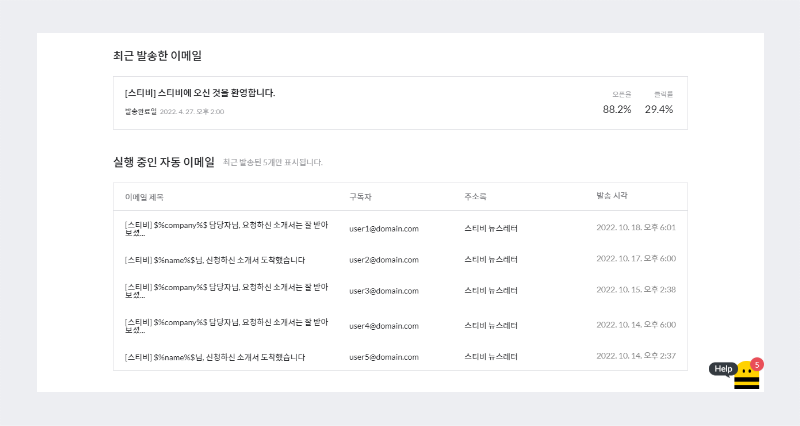 최근 발송한 이메일
[스티비] 스티비에 오신 것을 환영합니다.
발송완료일 2022. 4. 27. 오후 2:00
오픈율 클릭률
88.2% 29.4%
실행 중인 자동 이메일 최근 발송된 5개만 표시됩니다.
이메일 제목 구독자 주소록 발송 시각
[스티비] $%company%$ 담당자님, 요청하신 소개서는 잘 받아
보셨... user1@domain.com 스티비 뉴스레터 2022. 10. 18. 오후 6:01
[스티비] $%name%$님, 신청하신 소개서 도착했습니다 user2@domain.com 스티비 뉴스레터 2022. 10. 17. 오후 6:00
[스티비] $%company%$ 담당자님, 요청하신 소개서는 잘 받아
보셨... user3@domain.com 스티비 뉴스레터 2022. 10. 15. 오후 2:38
[스티비] $%company%$ 담당자님, 요청하신 소개서는 잘 받아
보셨... user4@domain.com 스티비 뉴스레터 2022. 10. 14. 오후 6:00
[스티비] $%name%$님, 신청하신 소개서 도착했습니다 user5@domain.com 스티비 뉴스레터 2022. 10. 14. 오후 2:37
Help 5